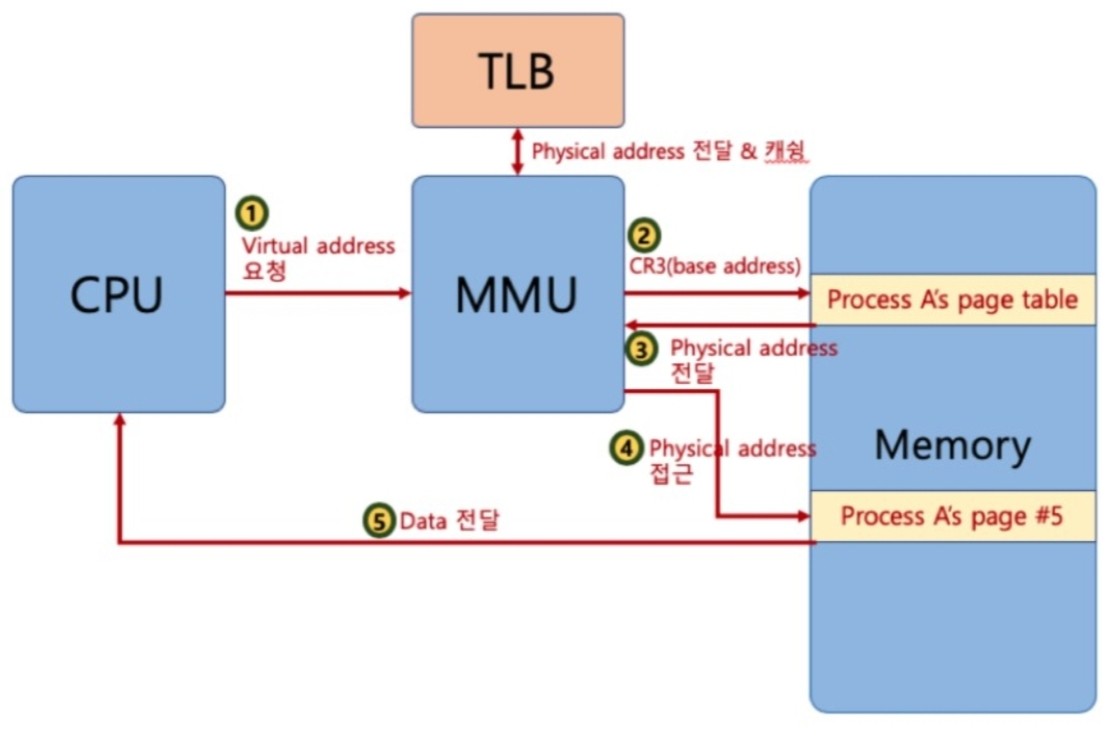 TLB
Physical address 전달 & 캐슁
1
Virtual address
요청
CPU
MMU
2
CR3(base address)
Process A's page table
3
Physical address
전달
4
Physical address
접근
Memory
5
Data 전달
Process A's page #5